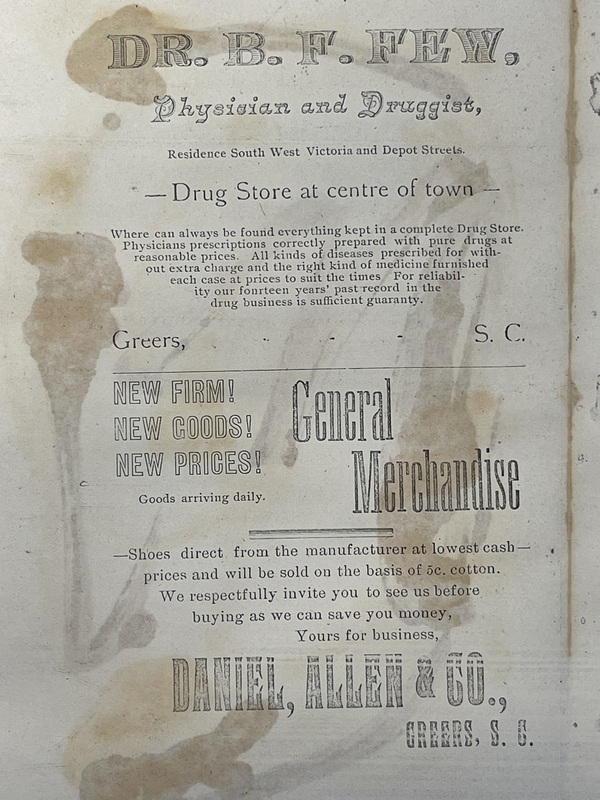 DR. B. F. FEW,
Physician and Druggist,
Residence South West Victoria and Depot Streets.
— Drug Store at centre of town —
Where can always be found everything kept in a complete Drug Store.
Physicians prescriptions correctly prepared with pure drugs at
reasonable prices. All kinds of diseases prescribed for with-
out extra charge and the right kind of medicine furnished
each case at prices to suit the times For reliabil-
ity our fonrteen years' past record in the
drug business is sufficient guaranty.
Greers, - - - S. C.
NEW FIRM!
NEW GOODS!
NEW PRICES!
Goods arriving daily.
General
Merchandise
—Shoes direct from the manufacturer at lowest cash—
prices and will be sold on the basis of 5c. cotton.
We respectfully invite you to see us before
buying as we can save you money,
Yours for business,
DANIEL, ALLEN & CO.,
GREERS, S. C.